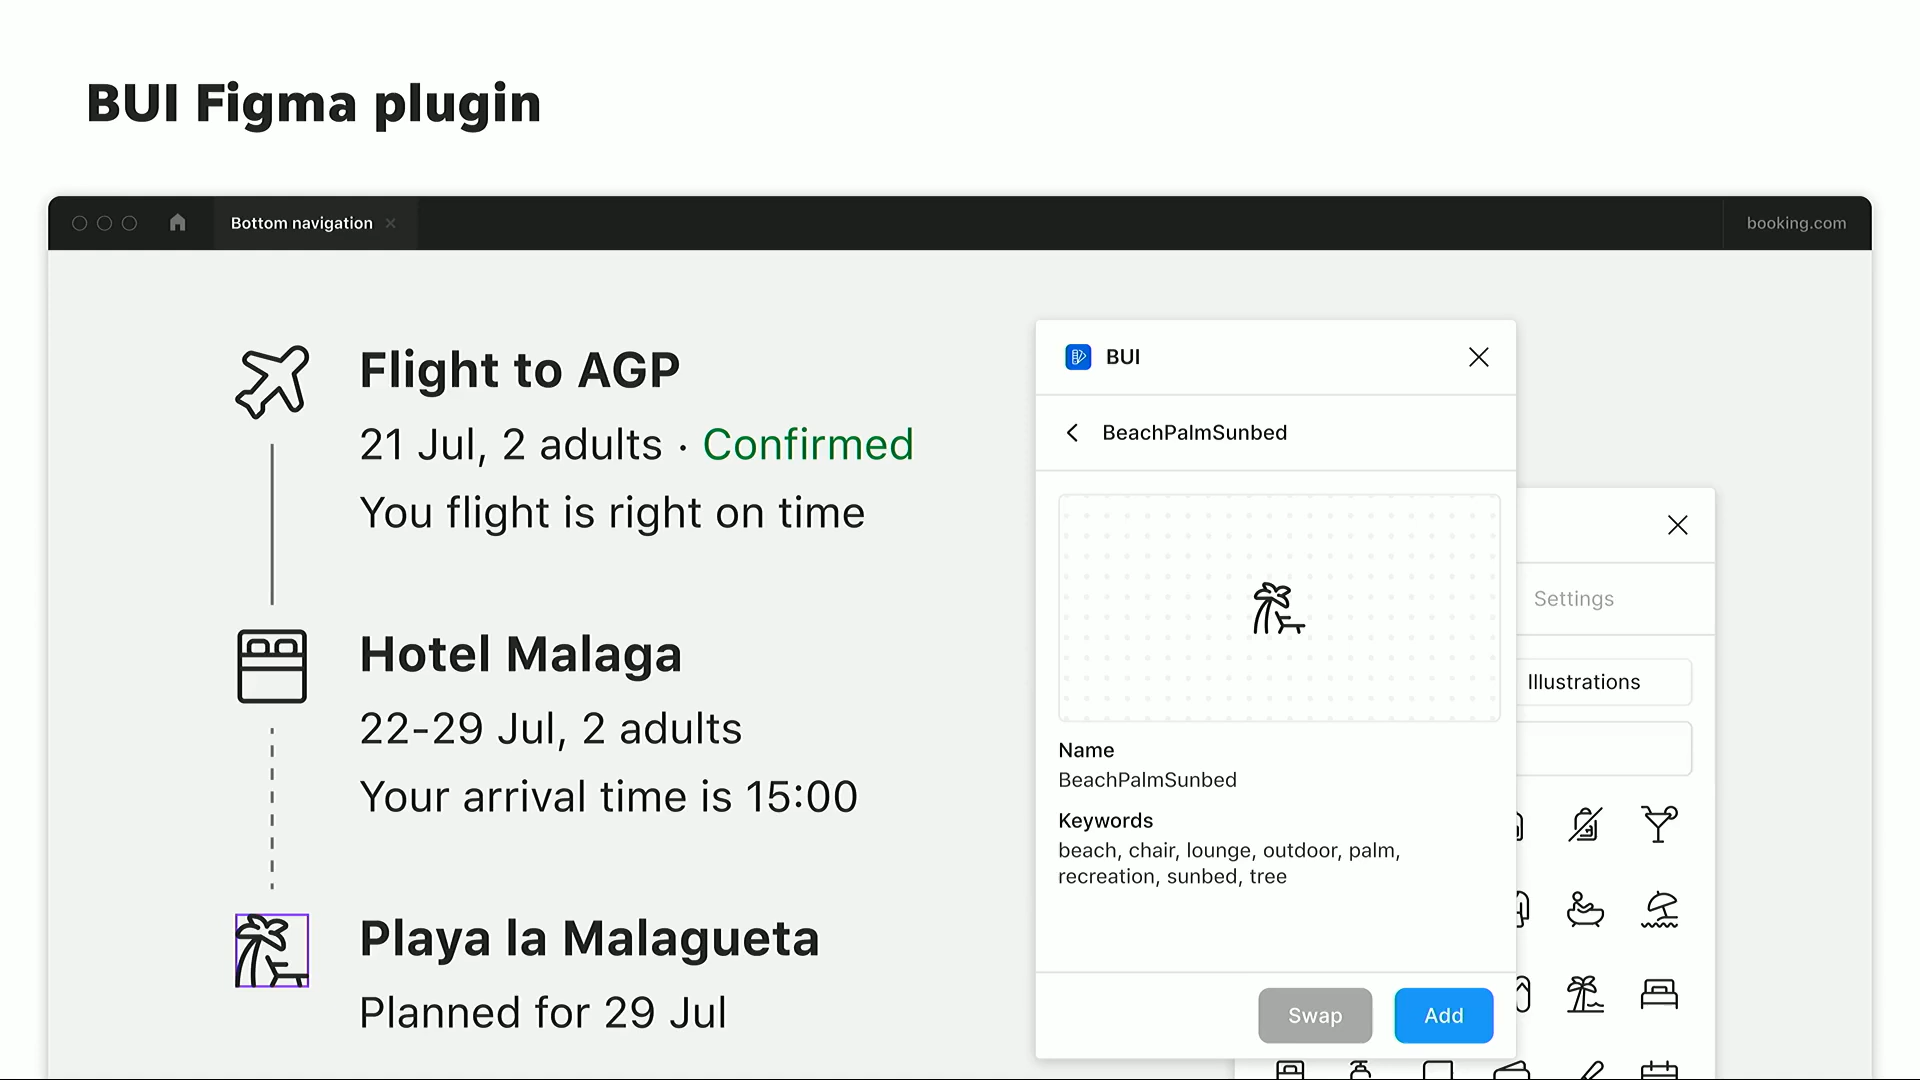 BUI Figma plugin
Bottom navigation
booking.com
Flight to AGP
21 Jul, 2 adults · Confirmed
You flight is right on time
Hotel Malaga
22-29 Jul, 2 adults
Your arrival time is 15:00
Playa la Malagueta
Planned for 29 Jul
BUI
BeachPalmSunbed
Name
BeachPalmSunbed
Keywords
beach, chair, lounge, outdoor, palm,
recreation, sunbed, tree
Swap
Add
Settings
Illustrations